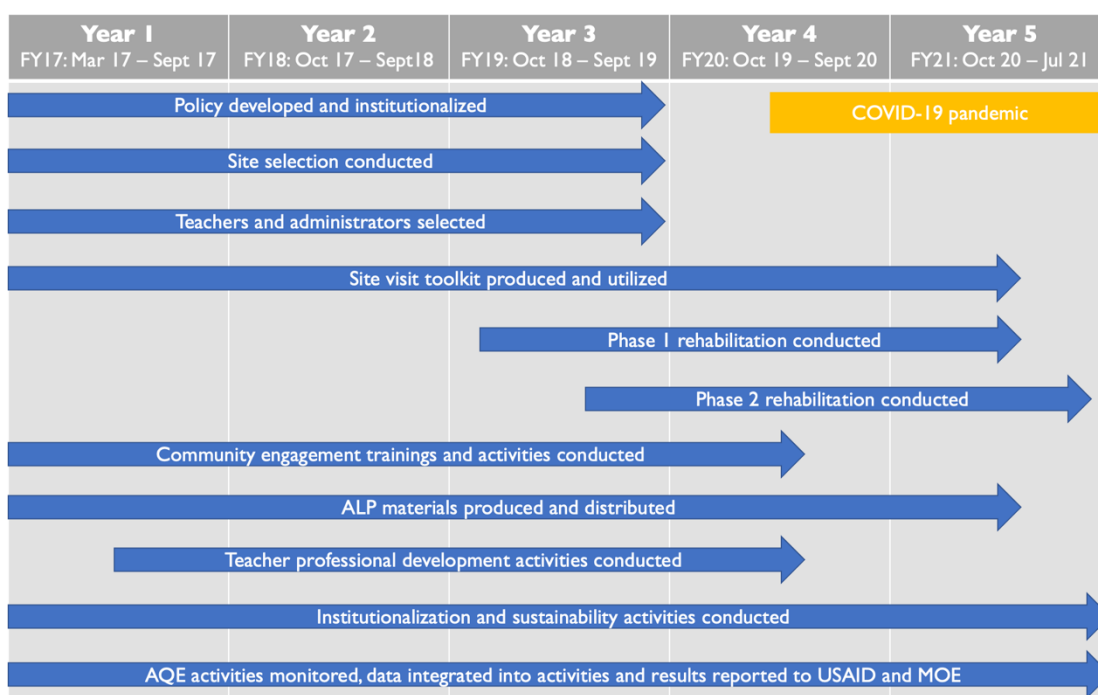 Year 1
FY17: Mar 17 – Sept 17
Year 2
FY18: Oct 17 – Sept18
Year 3
FY19: Oct 18 – Sept 19
Year 4
FY20: Oct 19 – Sept 20
Year 5
FY21: Oct 20 – Jul 21
Policy developed and institutionalized
COVID-19 pandemic
Site selection conducted
Teachers and administrators selected
Site visit toolkit produced and utilized
Phase 1 rehabilitation conducted
Phase 2 rehabilitation conducted
Community engagement trainings and activities conducted
ALP materials produced and distributed
Teacher professional development activities conducted
Institutionalization and sustainability activities conducted
AQE activities monitored, data integrated into activities and results reported to USAID and MOE